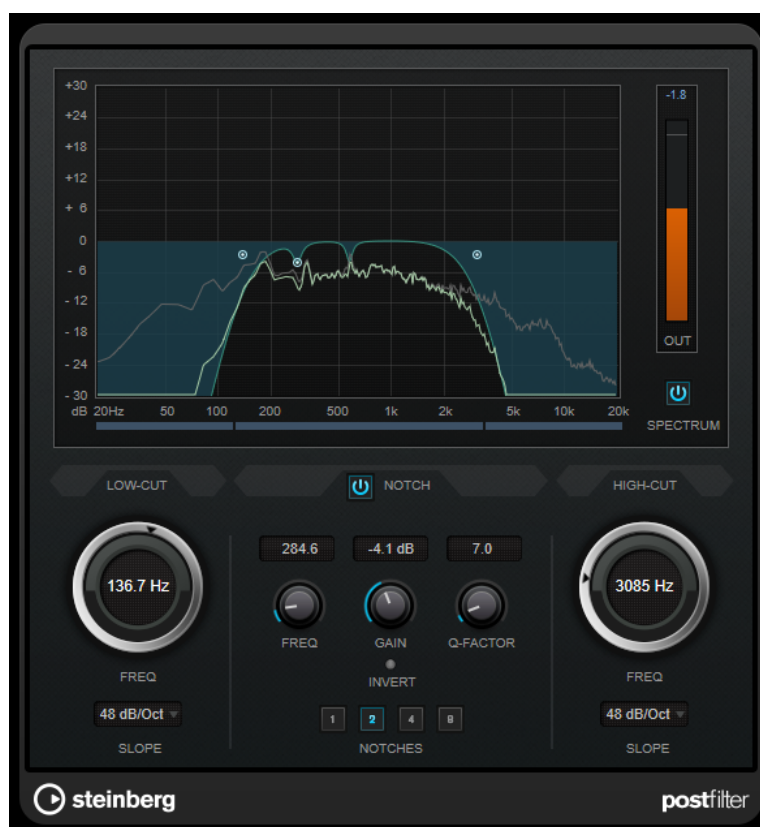 +30
-1.8
+24
+18
+12
+ 6
0
- 6
- 12
- 18
- 24
- 30
OUT
dB 20Hz 50 100 200 500 1k 2k 5k 10k 20k
SPECTRUM
LOW-CUT
NOTCH
HIGH-CUT
284.6
-4.1 dB
7.0
136.7 Hz
3085 Hz
FREQ
GAIN
Q-FACTOR
FREQ
INVERT
FREQ
48 dB/Oct
1
2
4
8
48 dB/Oct
SLOPE
NOTCHES
SLOPE
steinberg
postfilter